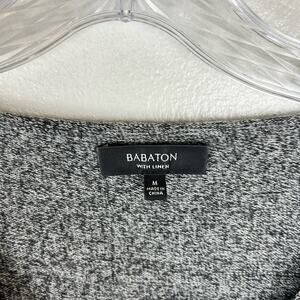 BABATON
WITH LINEN
M
MADE IN
CHINA